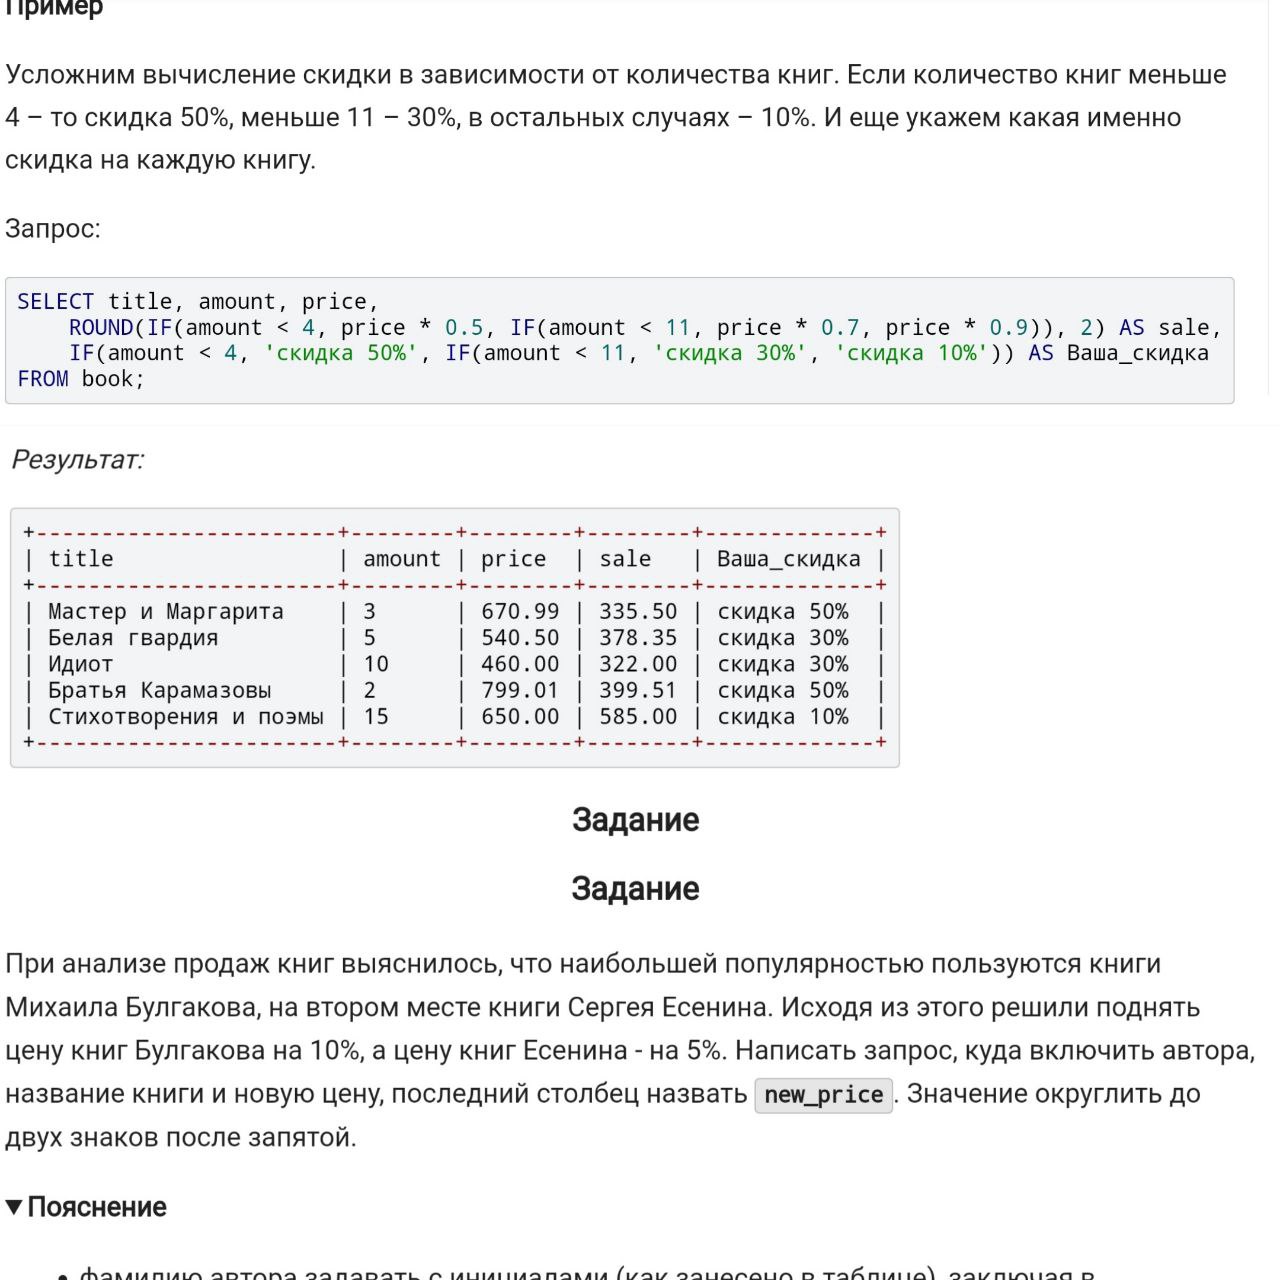 Пример
Усложним вычисление скидки в зависимости от количества книг. Если количество книг меньше
4 – то скидка 50%, меньше 11 – 30%, в остальных случаях – 10%. И еще укажем какая именно
скидка на каждую книгу.
Запрос:
SELECT title, amount, price,
    ROUND(IF(amount < 4, price * 0.5, IF(amount < 11, price * 0.7, price * 0.9)), 2) AS sale,
    IF(amount < 4, 'скидка 50%', IF(amount < 11, 'скидка 30%', 'скидка 10%')) AS Ваша_скидка
FROM book;
Результат:
+-----------------------+--------+--------+--------+-------------+
| title                 | amount | price  | sale   | Ваша_скидка |
+-----------------------+--------+--------+--------+-------------+
| Мастер и Маргарита    | 3      | 670.99 | 335.50 | скидка 50%  |
| Белая гвардия         | 5      | 540.50 | 378.35 | скидка 30%  |
| Идиот                 | 10     | 460.00 | 322.00 | скидка 30%  |
| Братья Карамазовы     | 2      | 799.01 | 399.51 | скидка 50%  |
| Стихотворения и поэмы | 15     | 650.00 | 585.00 | скидка 10%  |
+-----------------------+--------+--------+--------+-------------+
Задание
Задание
При анализе продаж книг выяснилось, что наибольшей популярностью пользуются книги
Михаила Булгакова, на втором месте книги Сергея Есенина. Исходя из этого решили поднять
цену книг Булгакова на 10%, а цену книг Есенина - на 5%. Написать запрос, куда включить автора,
название книги и новую цену, последний столбец назвать new_price. Значение округлить до
двух знаков после запятой.
▼ Пояснение
• фамилию автора задавать с инициалами (как занесено в таблице), заключая в